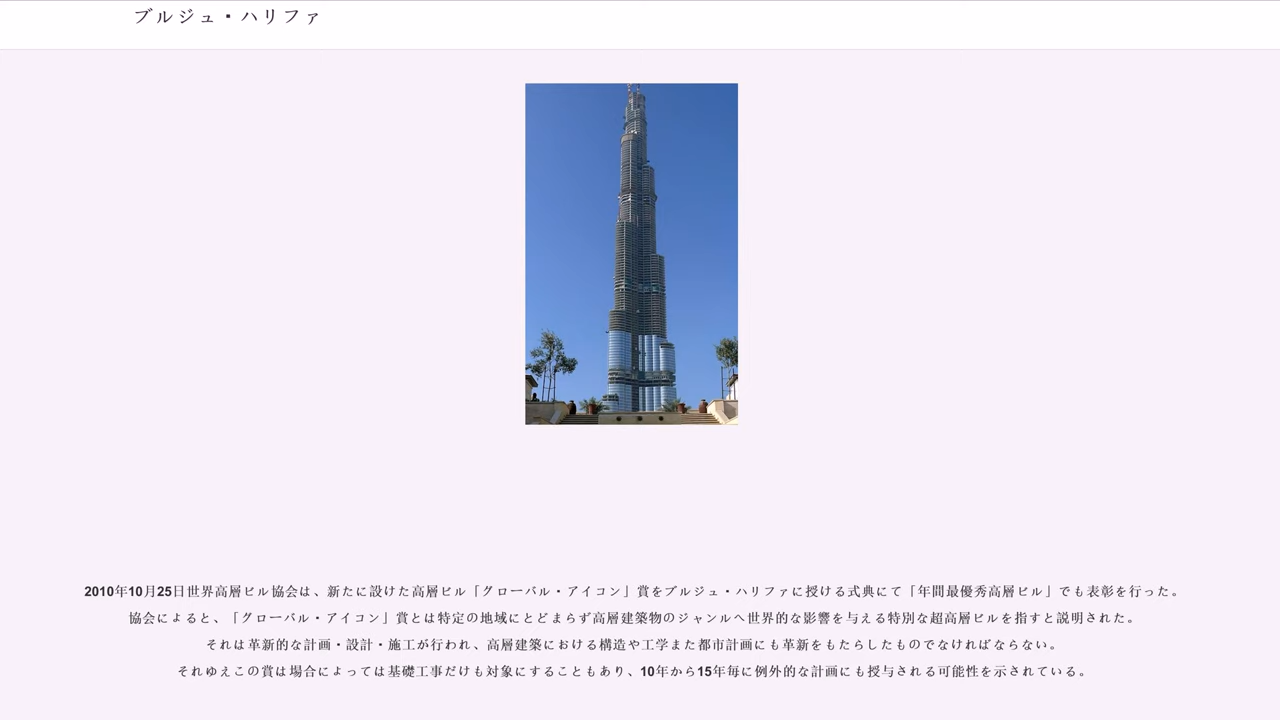 ブルジュ・ハリファ
2010年10月25日世界高層ビル協会は、新たに設けた高層ビル「グローバル・アイコン」賞をブルジュ・ハリファに授ける式典にて「年間最優秀高層ビル」でも表彰を行った。
協会によると、「グローバル・アイコン」賞とは特定の地域にとどまらず高層建築物のジャンルへ世界的な影響を与える特別な超高層ビルを指すと説明された。
それは革新的な計画・設計・施工が行われ、高層建築における構造や工学また都市計画にも革新をもたらしたものでなければならない。
それゆえこの賞は場合によっては基礎工事だけも対象にすることもあり、10年から15年毎に例外的な計画にも授与される可能性を示されている。